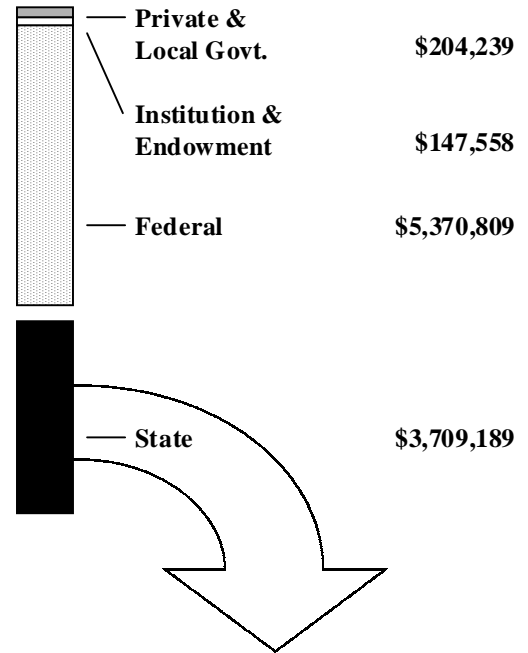 Private &
Local Govt. $204,239
Institution &
Endowment $147,558
Federal $5,370,809
State $3,709,189